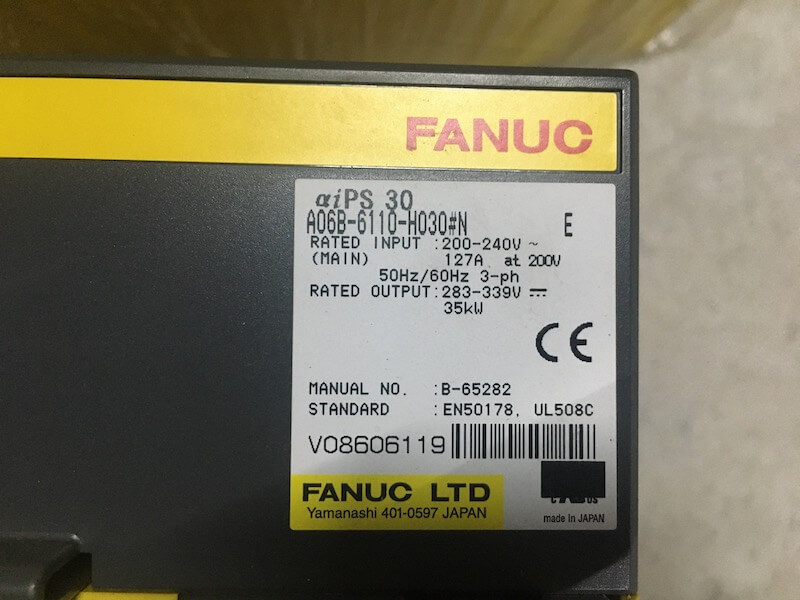 FANUC
αiPS 30
A06B-6110-H030#N E
RATED INPUT :200-240V ~
(MAIN) 127A at 200V
50Hz/60Hz 3-ph
RATED OUTPUT:283-339V ⎓
35kW
CE
MANUAL NO. :B-65282
STANDARD :EN50178, UL508C
V08606119
FANUC LTD
Yamanashi 401-0597 JAPAN
C US
made in JAPAN